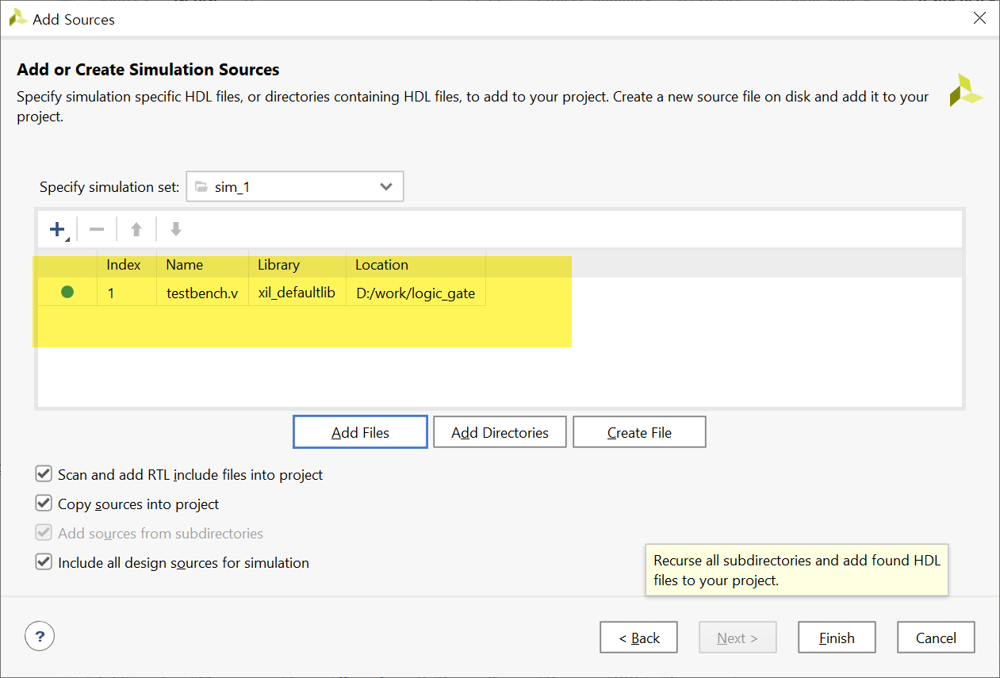 Add Sources
Add or Create Simulation Sources
Specify simulation specific HDL files, or directories containing HDL files, to add to your project. Create a new source file on disk and add it to your
project.
Specify simulation set: sim_1
Index Name Library Location
1 testbench.v xil_defaultlib D:/work/logic_gate
Add Files Add Directories Create File
Scan and add RTL include files into project
Copy sources into project
Add sources from subdirectories
Include all design sources for simulation
Recurse all subdirectories and add found HDL
files to your project.
? < Back Next > Finish Cancel